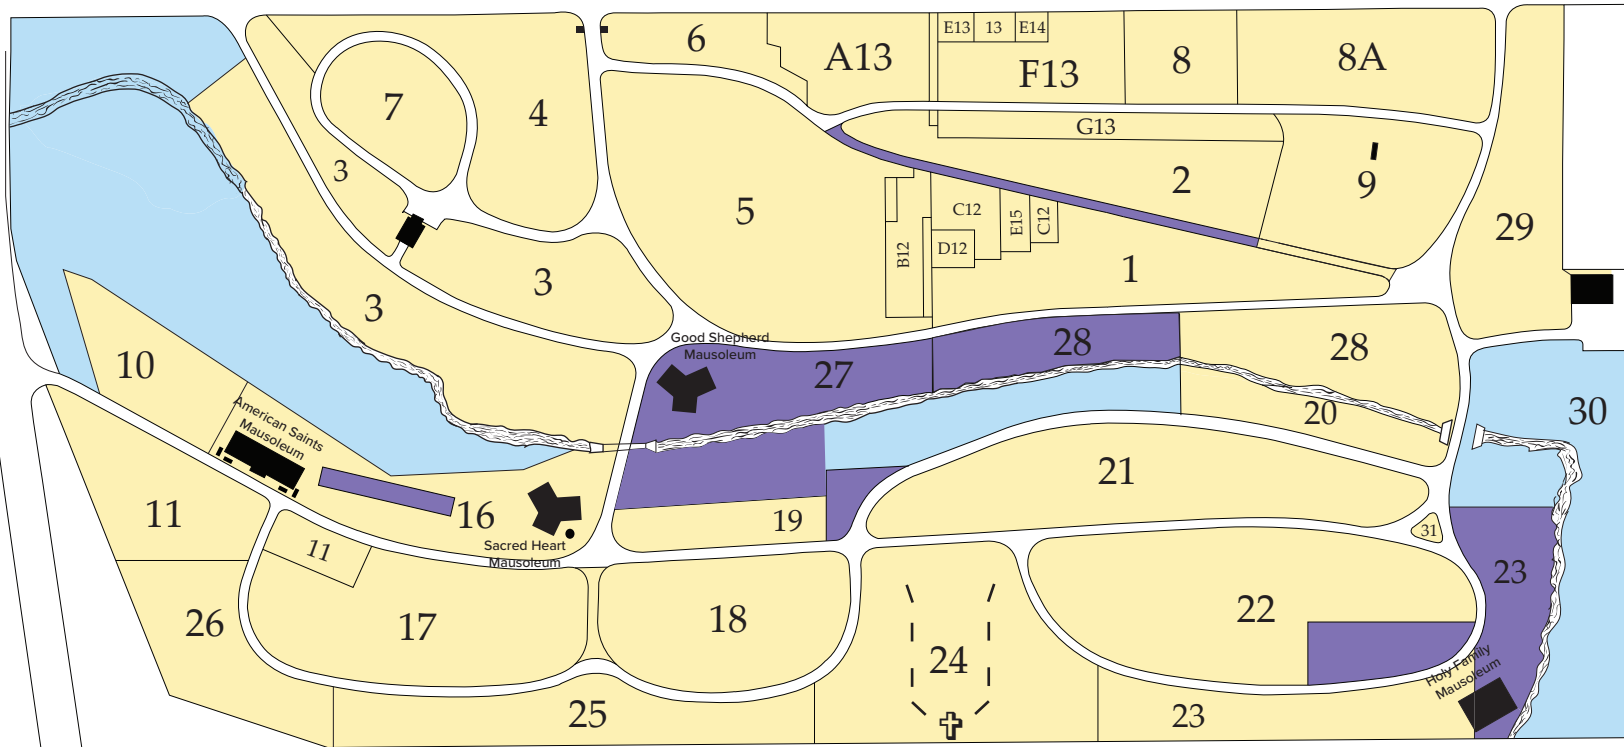 6
A13
E13
13
E14
F13
8
8A
7
4
3
G13
2
9
5
C12
E15
C12
B12
D12
1
29
3
3
Good Shepherd
Mausoleum
27
28
28
10
20
30
American Saints
Mausoleum
21
11
16
19
31
Sacred Heart
Mausoleum
11
23
26
17
18
22
24
Holy Family
Mausoleum
25
23